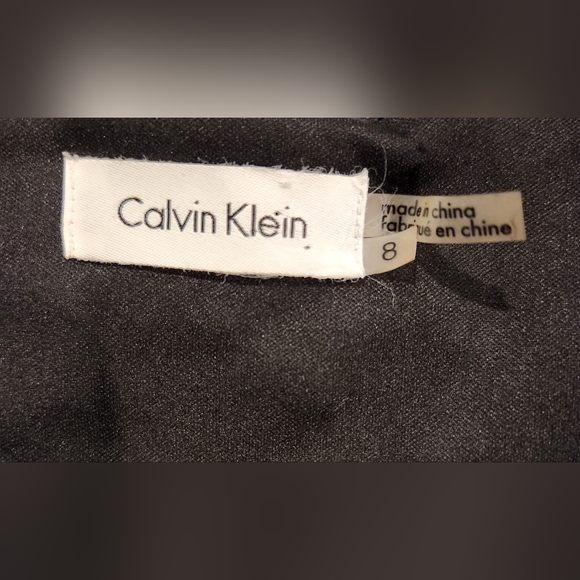 Calvin Klein
8
made in china
fabriqué en chine